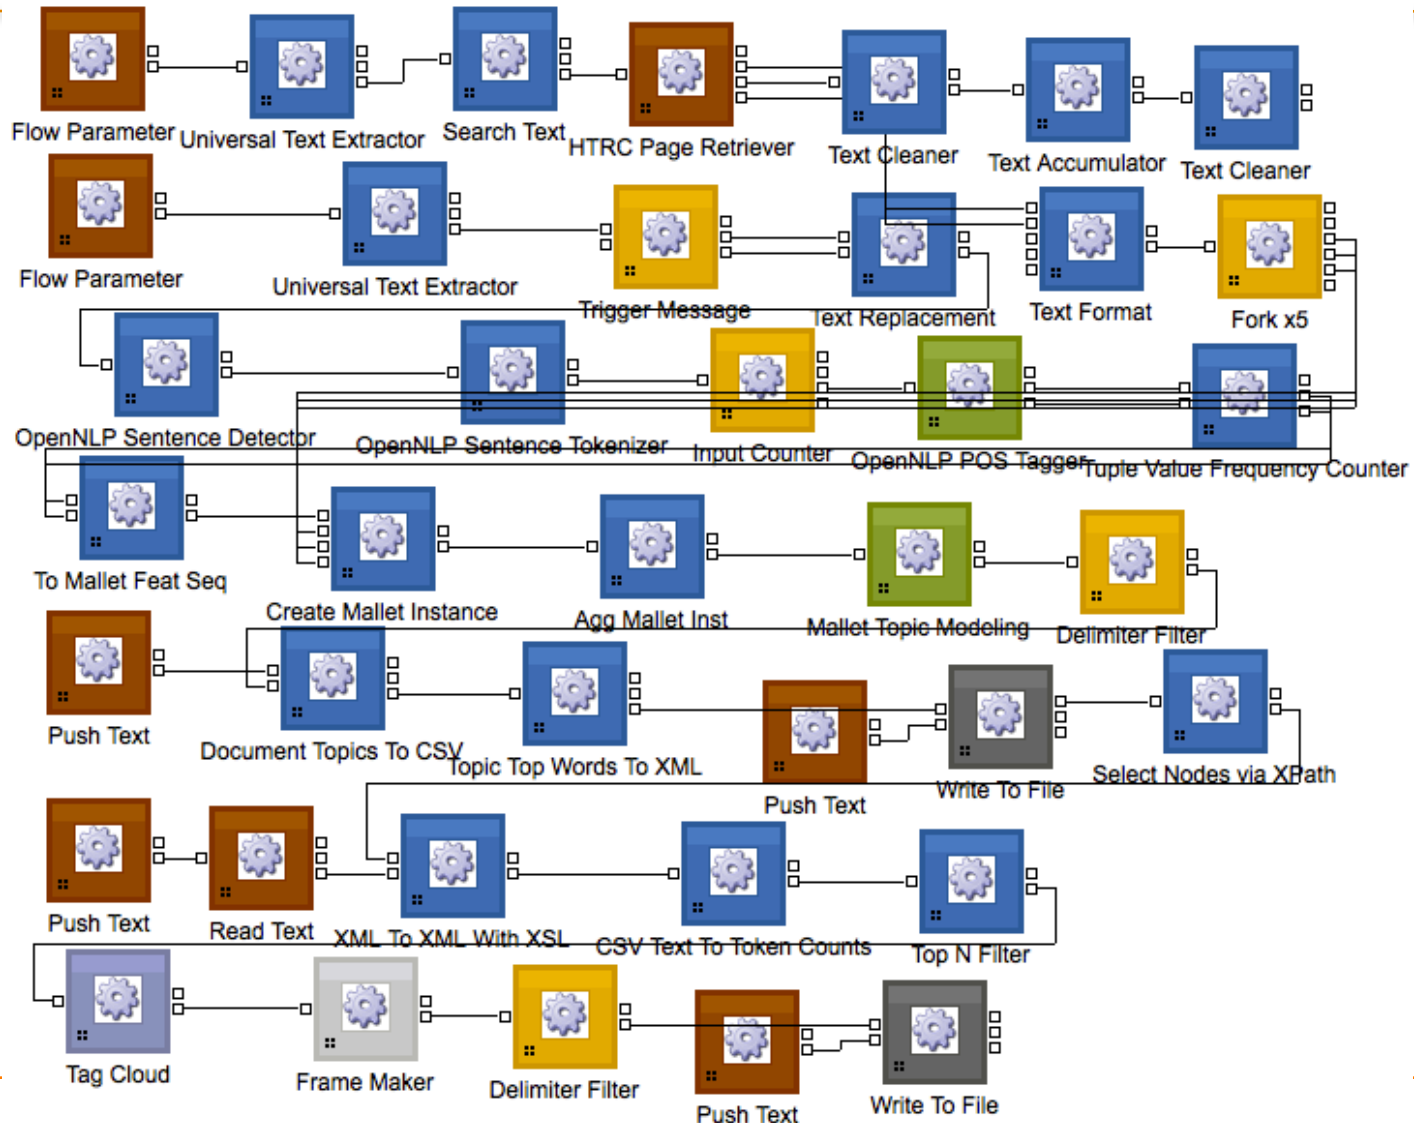 Flow Parameter
Universal Text Extractor
Search Text
HTRC Page Retriever
Text Cleaner
Text Accumulator
Text Cleaner
Flow Parameter
Universal Text Extractor
Trigger Message
Text Replacement
Text Format
Fork x5
OpenNLP Sentence Detector
OpenNLP Sentence Tokenizer
Input Counter
OpenNLP POS Tagger
Tuple Value Frequency Counter
To Mallet Feat Seq
Create Mallet Instance
Agg Mallet Inst
Mallet Topic Modeling
Delimiter Filter
Push Text
Document Topics To CSV
Topic Top Words To XML
Push Text
Write To File
Select Nodes via XPath
Push Text
Read Text
XML To XML With XSL
CSV Text To Token Counts
Top N Filter
Tag Cloud
Frame Maker
Delimiter Filter
Push Text
Write To File